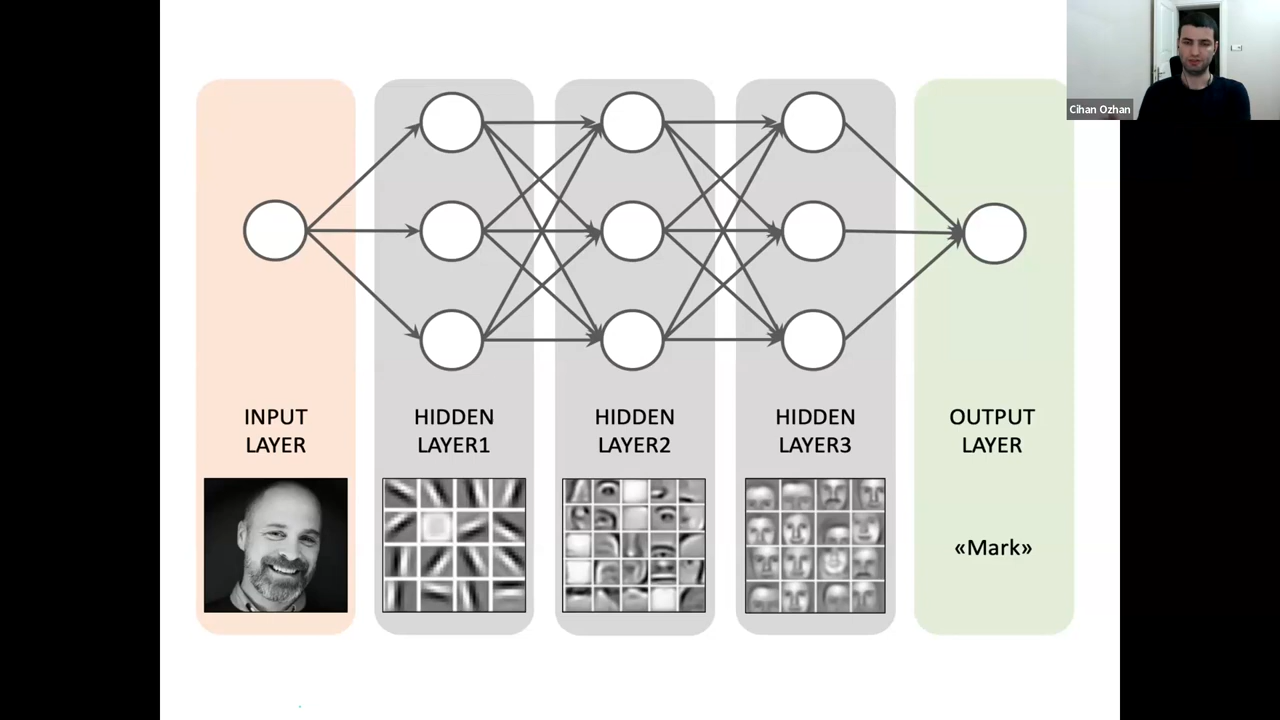 Cihan Ozhan
INPUT
LAYER
HIDDEN
LAYER1
HIDDEN
LAYER2
HIDDEN
LAYER3
OUTPUT
LAYER
«Mark»